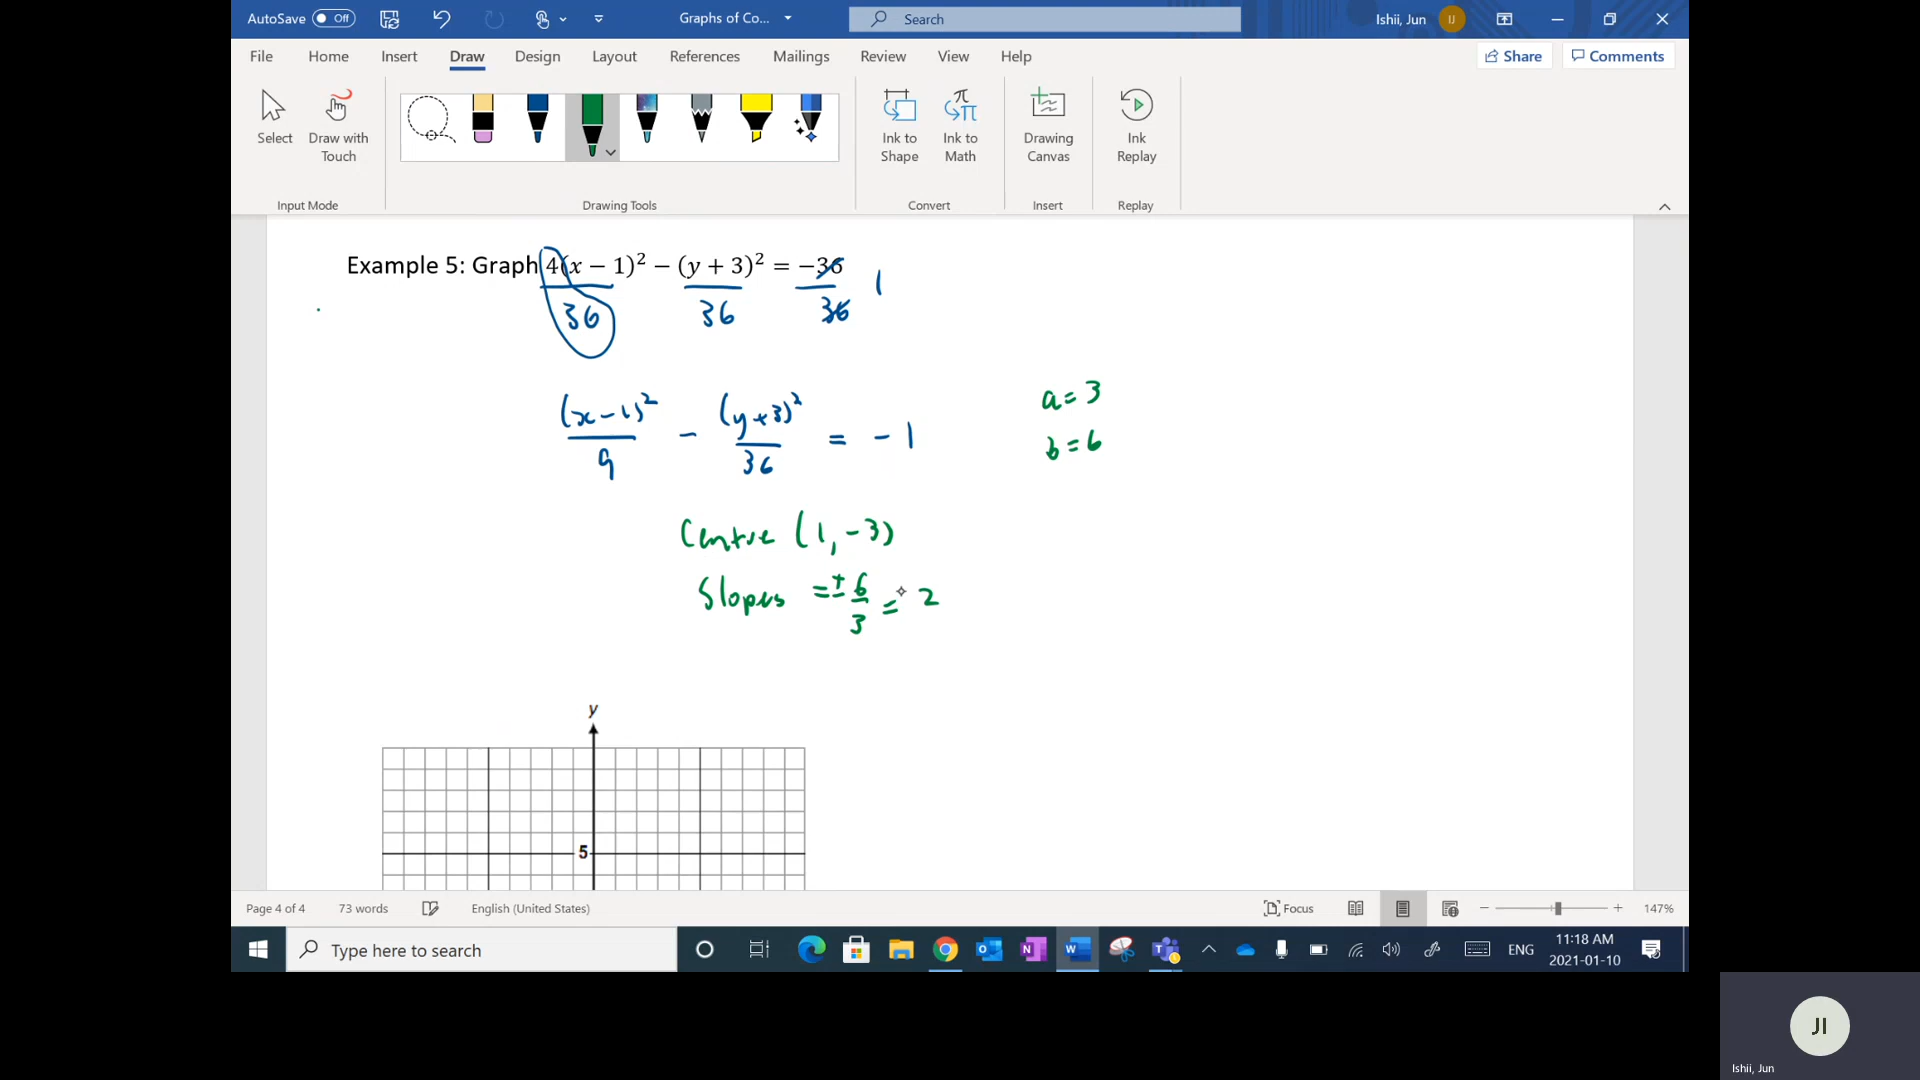 AutoSave Off Graphs of Co... Search Ishii, Jun IJ
File Home Insert Draw Design Layout References Mailings Review View Help Share Comments
Select Draw with Touch Ink to Shape Ink to Math Drawing Canvas Ink Replay
Input Mode Drawing Tools Convert Insert Replay
Example 5: Graph 4(x − 1)² − (y + 3)² = −36 1
36 36 36
(x-1)² - (y+3)² = -1
9 36
a = 3
b = 6
Centre (1, -3)
Slopes = ± 6/3 = 2
y
5
Page 4 of 4 73 words English (United States) Focus 147%
Type here to search ENG 11:18 AM
2021-01-10
JI
Ishii, Jun